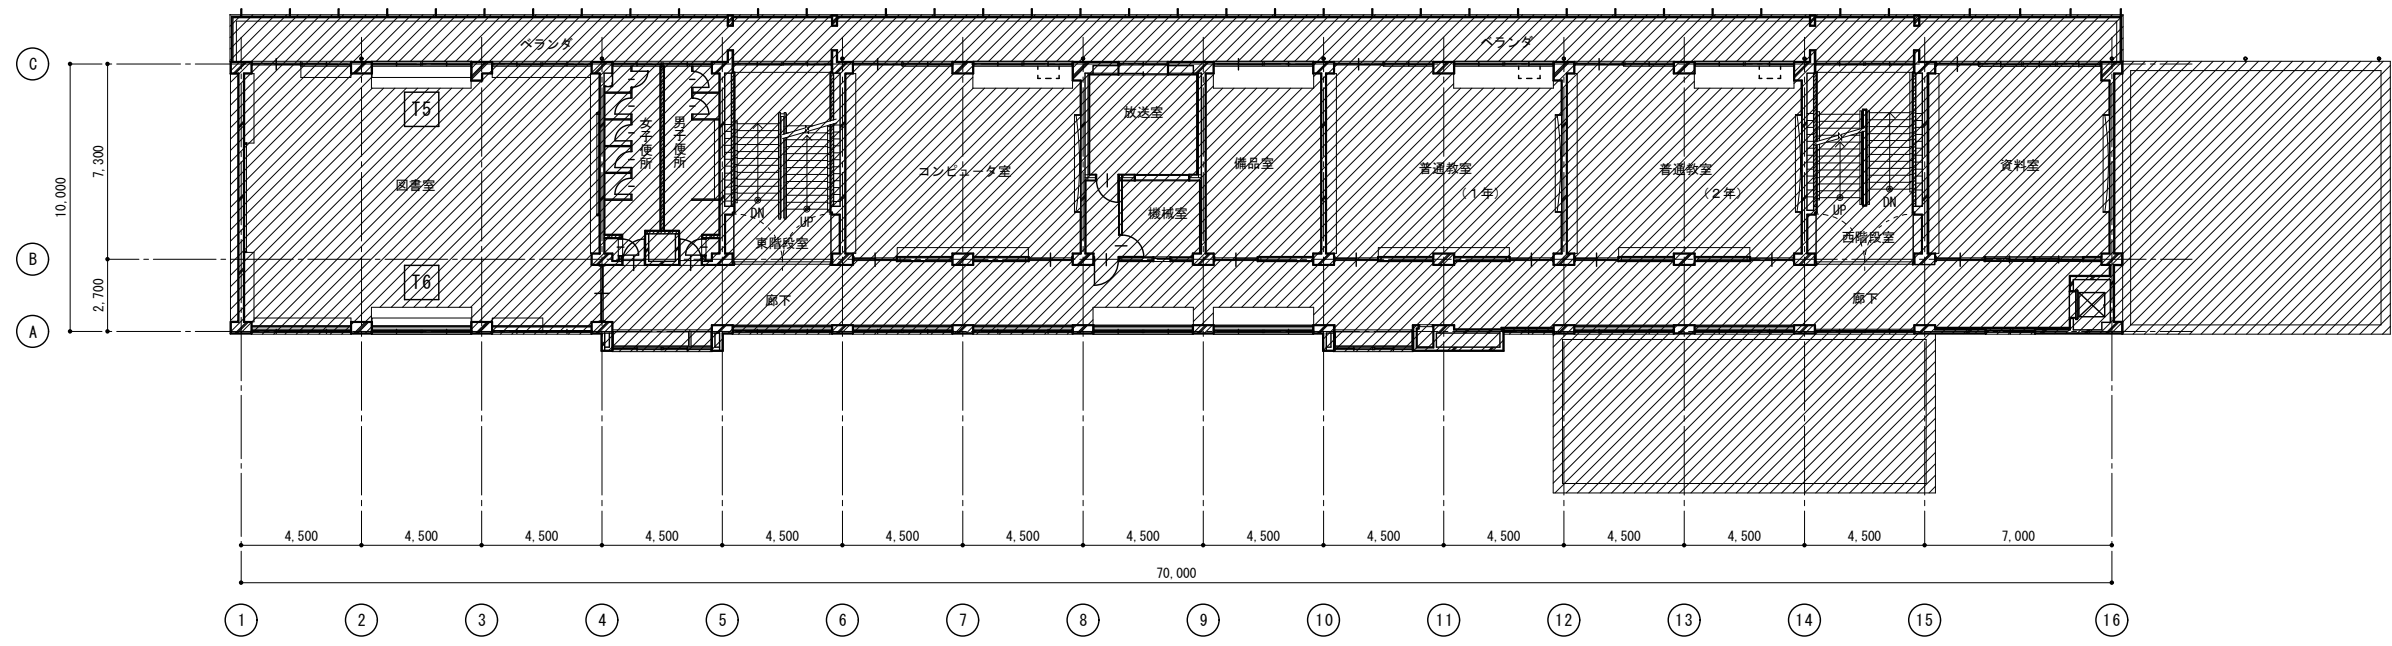 ベランダ
ベランダ
C
T5
女子便所
男子便所
放送室
7,300
10,000
図書室
コンピュータ室
備品室
普通教室
（1年）
普通教室
（2年）
資料室
機械室
DN
UP
東階段室
UP
DN
西階段室
B
T6
2,700
廊下
廊下
A
4,500
4,500
4,500
4,500
4,500
4,500
4,500
4,500
4,500
4,500
4,500
4,500
4,500
4,500
7,000
70,000
1
2
3
4
5
6
7
8
9
10
11
12
13
14
15
16